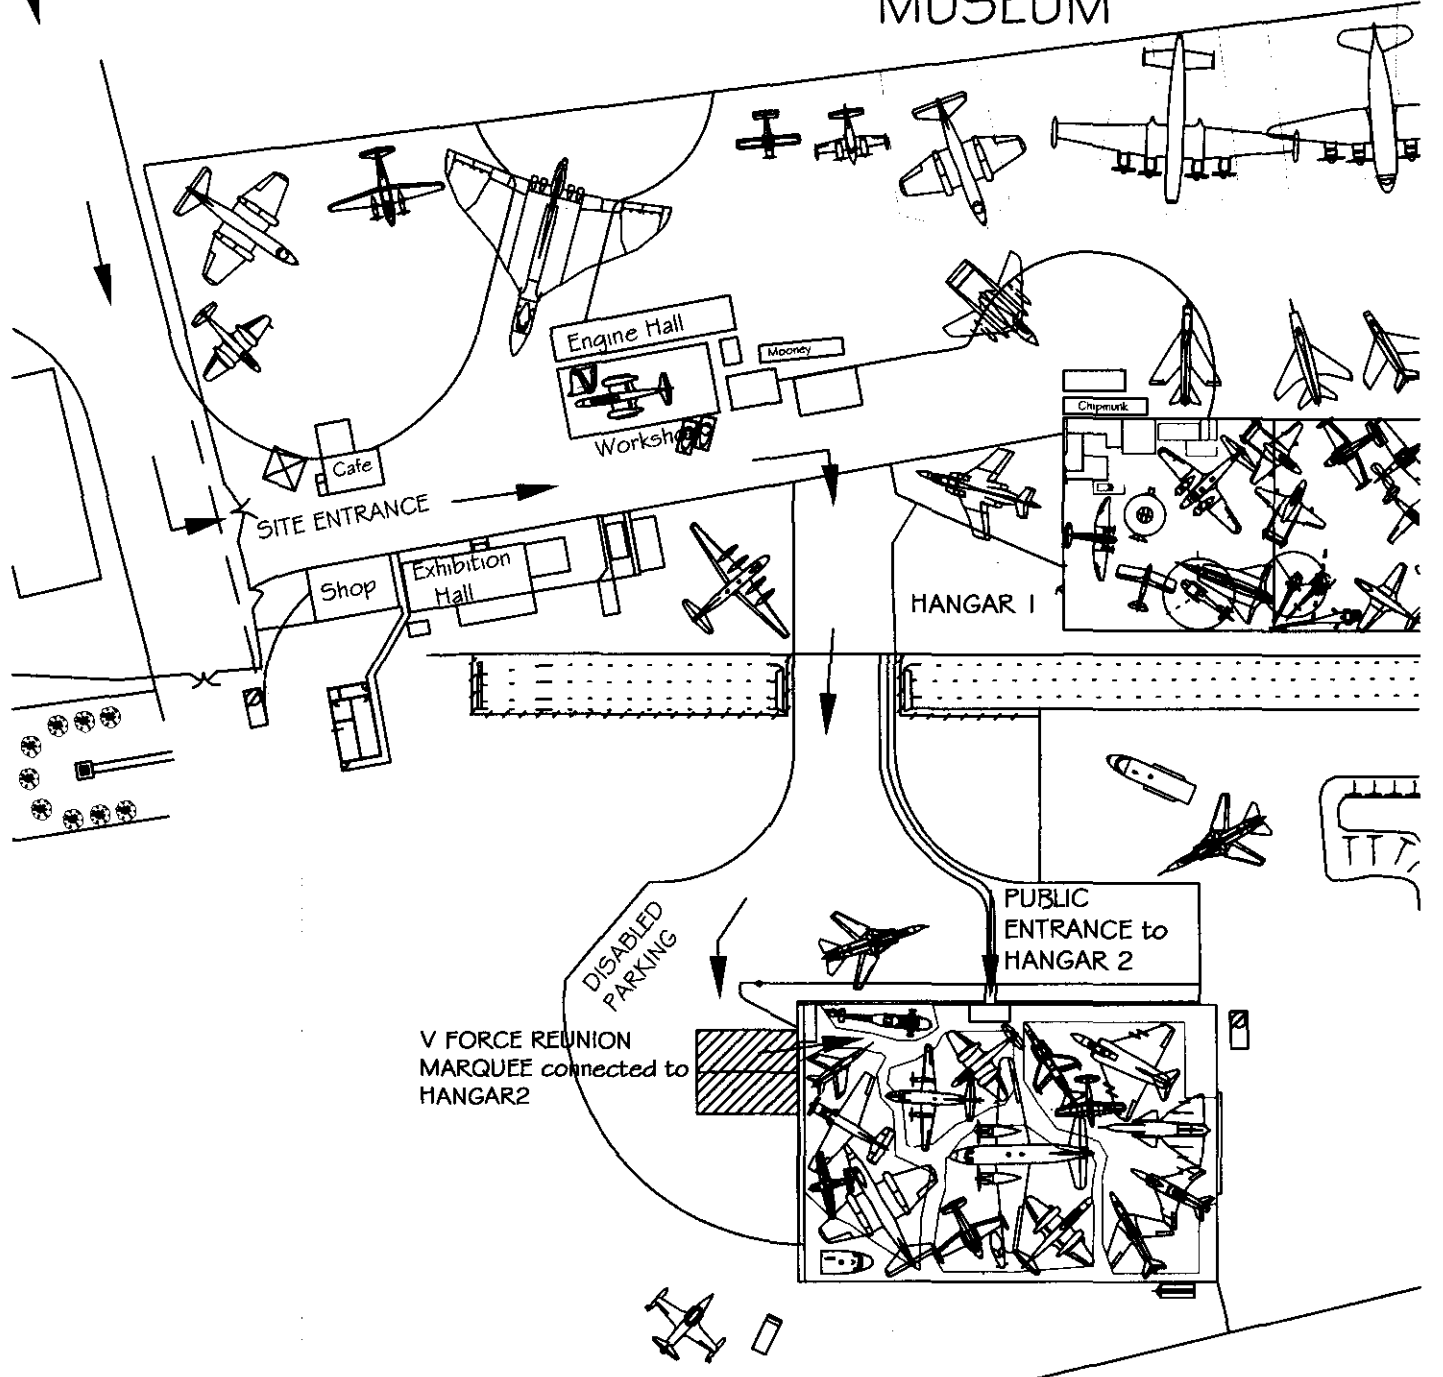 MUSEUM
Engine Hall
Mooney
Chipmunk
Workshop
Cafe
SITE ENTRANCE
Exhibition
Hall
Shop
HANGAR 1
DISABLED
PARKING
PUBLIC
ENTRANCE to
HANGAR 2
V FORCE REUNION
MARQUEE connected to
HANGAR2